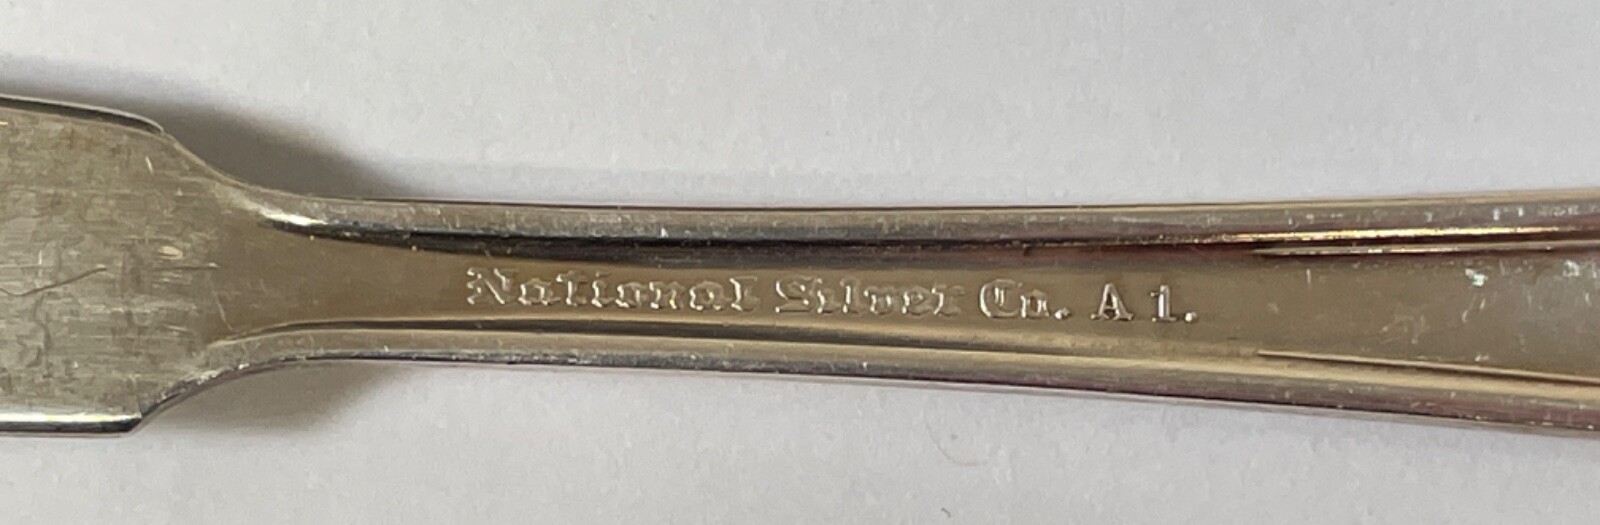 National Silver Co. A 1.